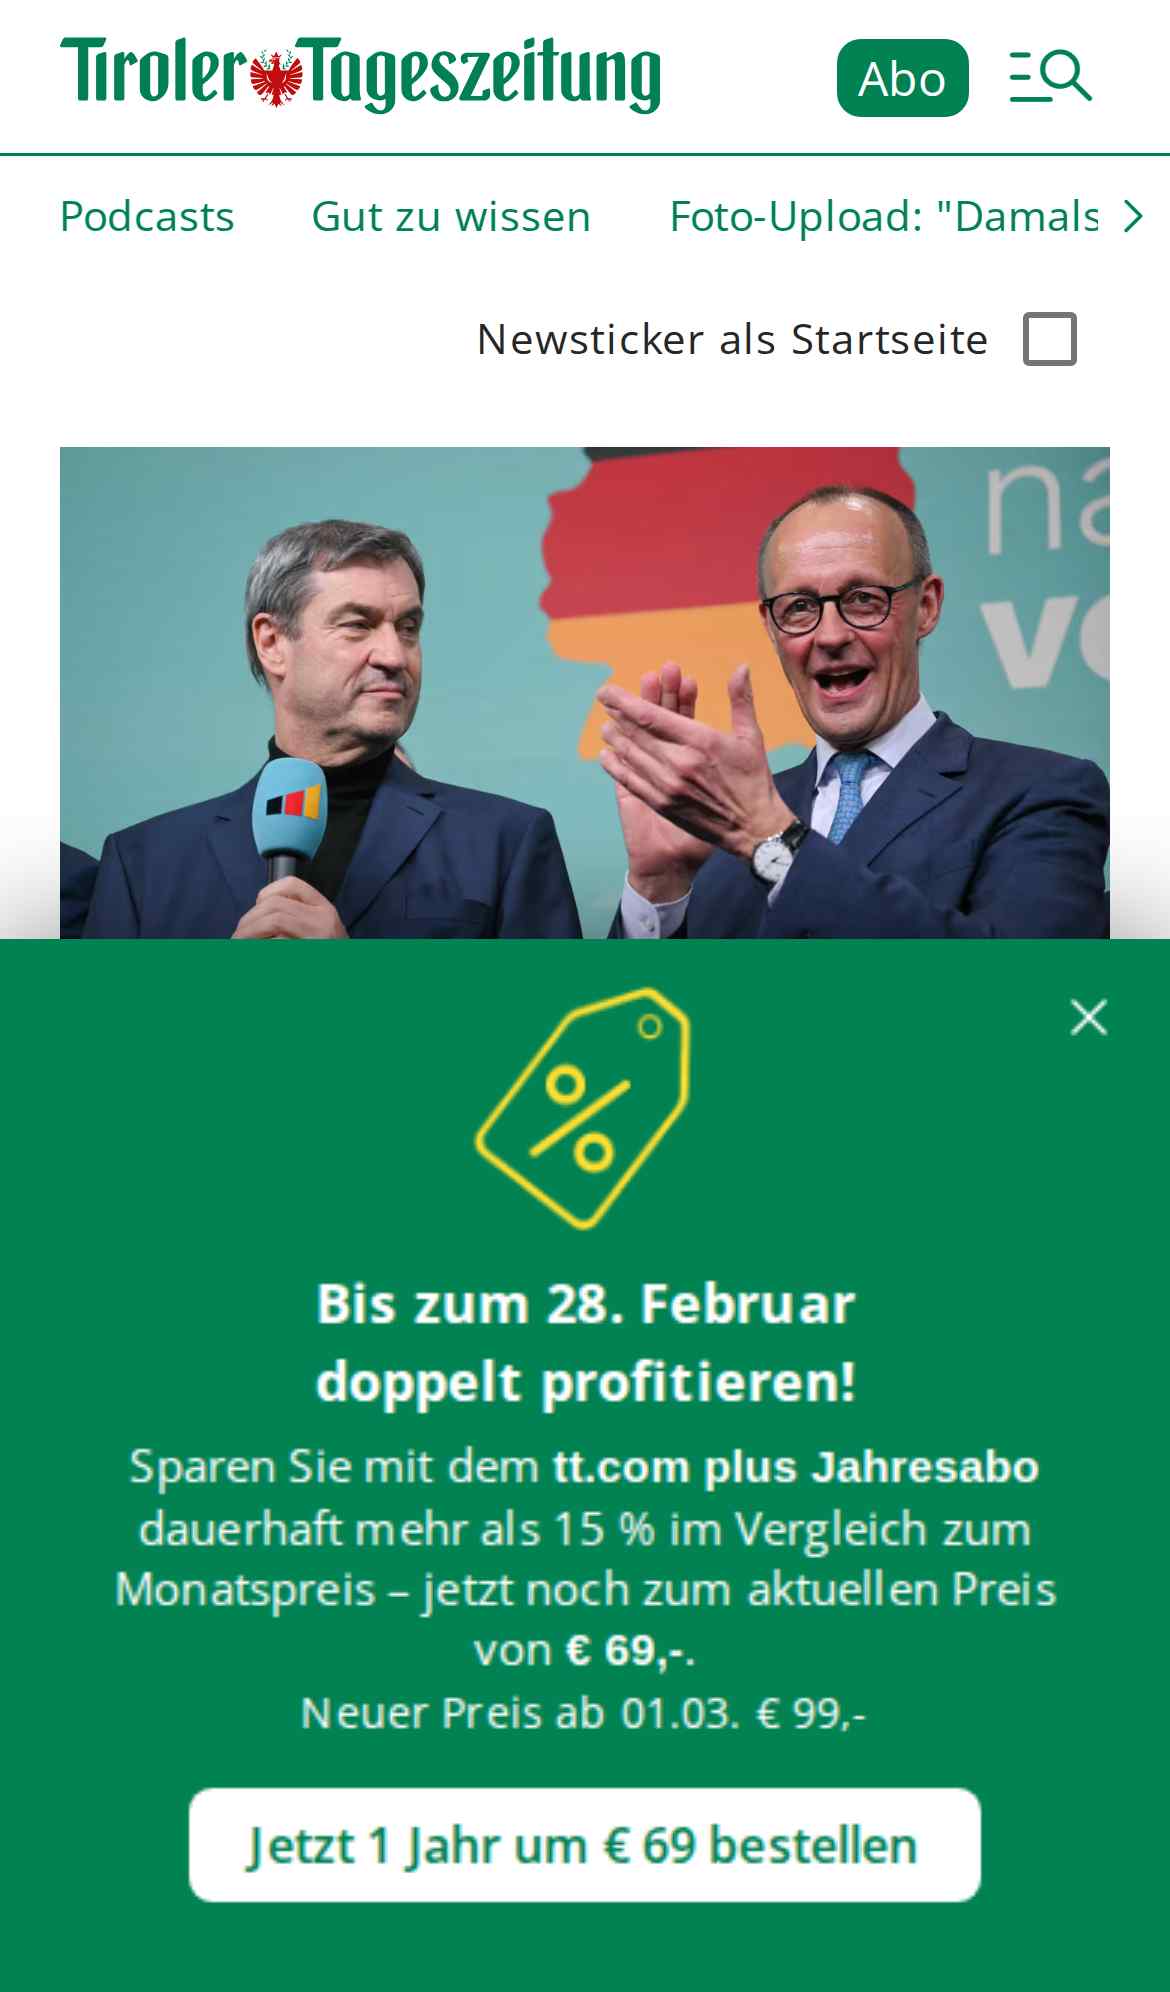 Tiroler Tageszeitung
Abo
Podcasts Gut zu wissen Foto-Upload: "Damals
Newsticker als Startseite
na
vo
Bis zum 28. Februar
doppelt profitieren!
Sparen Sie mit dem tt.com plus Jahresabo
dauerhaft mehr als 15 % im Vergleich zum
Monatspreis – jetzt noch zum aktuellen Preis
von € 69,-.
Neuer Preis ab 01.03. € 99,-
Jetzt 1 Jahr um € 69 bestellen